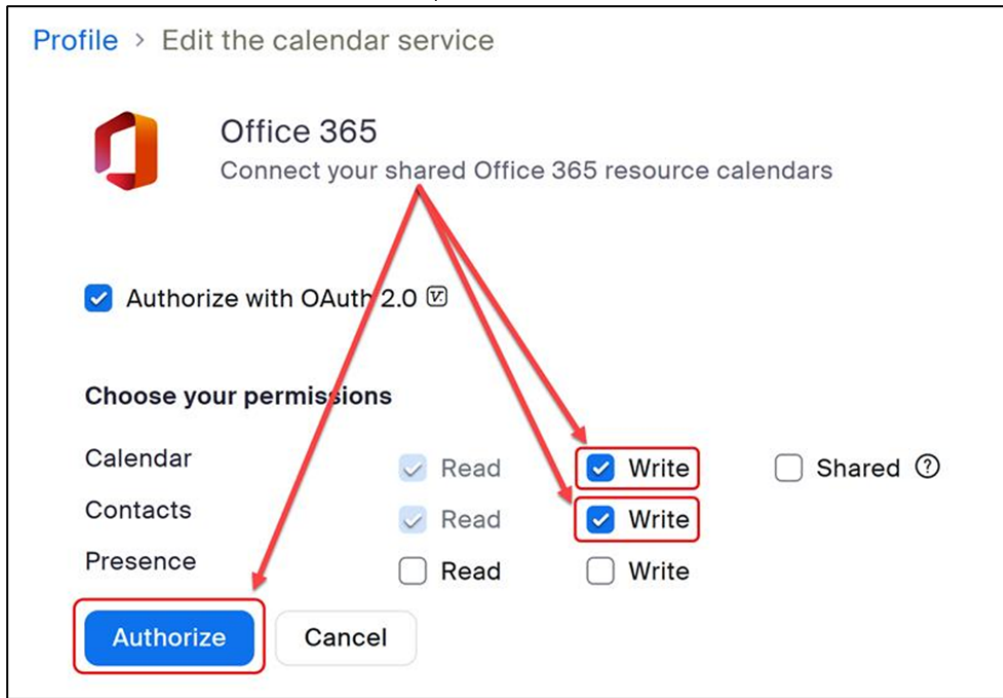 Profile > Edit the calendar service
Office 365
Connect your shared Office 365 resource calendars
Authorize with OAuth 2.0
Choose your permissions
Calendar Read Write Shared ?
Contacts Read Write
Presence Read Write
Authorize Cancel